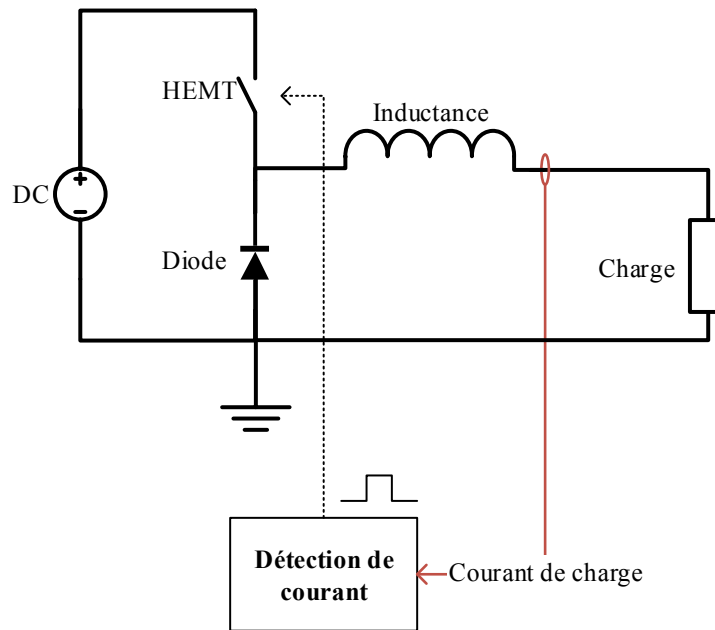 HEMT
Inductance
DC
+
−
Diode
Charge
Détection de
courant
Courant de charge